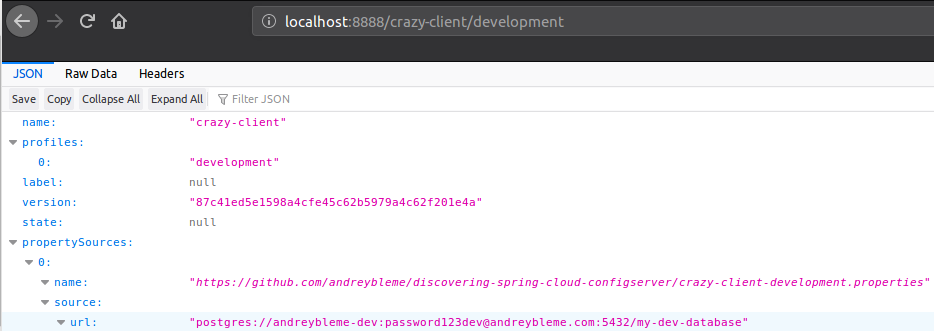 localhost:8888/crazy-client/development
JSON Raw Data Headers
Save Copy Collapse All Expand All Filter JSON
name: "crazy-client"
profiles:
0: "development"
label: null
version: "87c41ed5e1598a4cfe45c62b5979a4c62f201e4a"
state: null
propertySources:
0:
name: "https://github.com/andreybleme/discovering-spring-cloud-configserver/crazy-client-development.properties"
source:
url: "postgres://andreybleme-dev:password123dev@andreybleme.com:5432/my-dev-database"